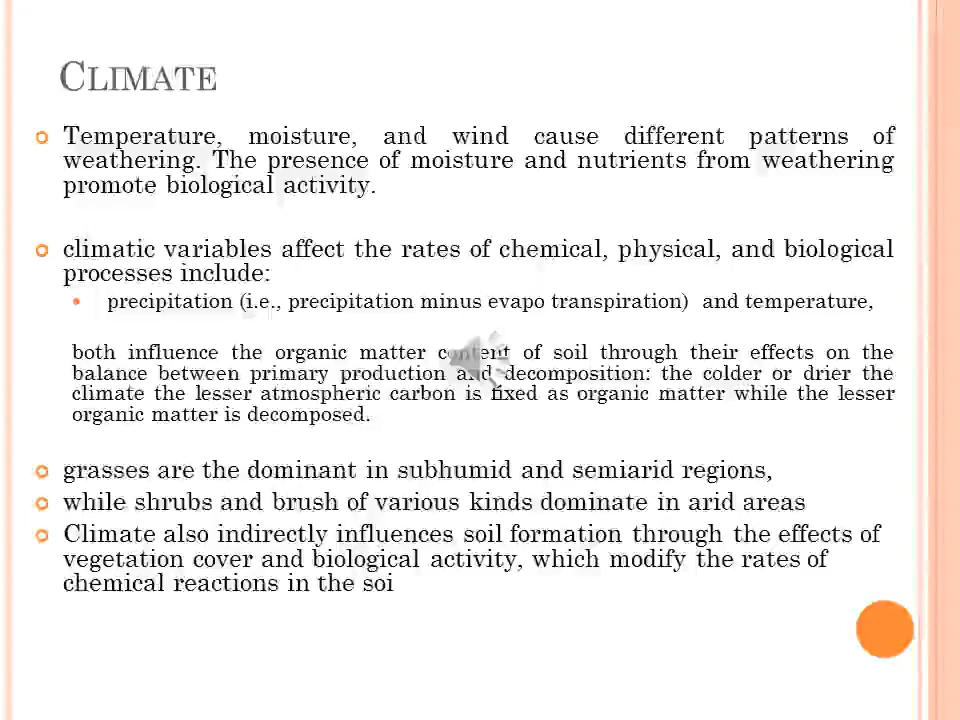 CLIMATE
Temperature, moisture, and wind cause different patterns of
weathering. The presence of moisture and nutrients from weathering
promote biological activity.
climatic variables affect the rates of chemical, physical, and biological
processes include:
precipitation (i.e., precipitation minus evapo transpiration) and temperature,
both influence the organic matter content of soil through their effects on the
balance between primary production and decomposition: the colder or drier the
climate the lesser atmospheric carbon is fixed as organic matter while the lesser
organic matter is decomposed.
grasses are the dominant in subhumid and semiarid regions,
while shrubs and brush of various kinds dominate in arid areas
Climate also indirectly influences soil formation through the effects of
vegetation cover and biological activity, which modify the rates of
chemical reactions in the soi